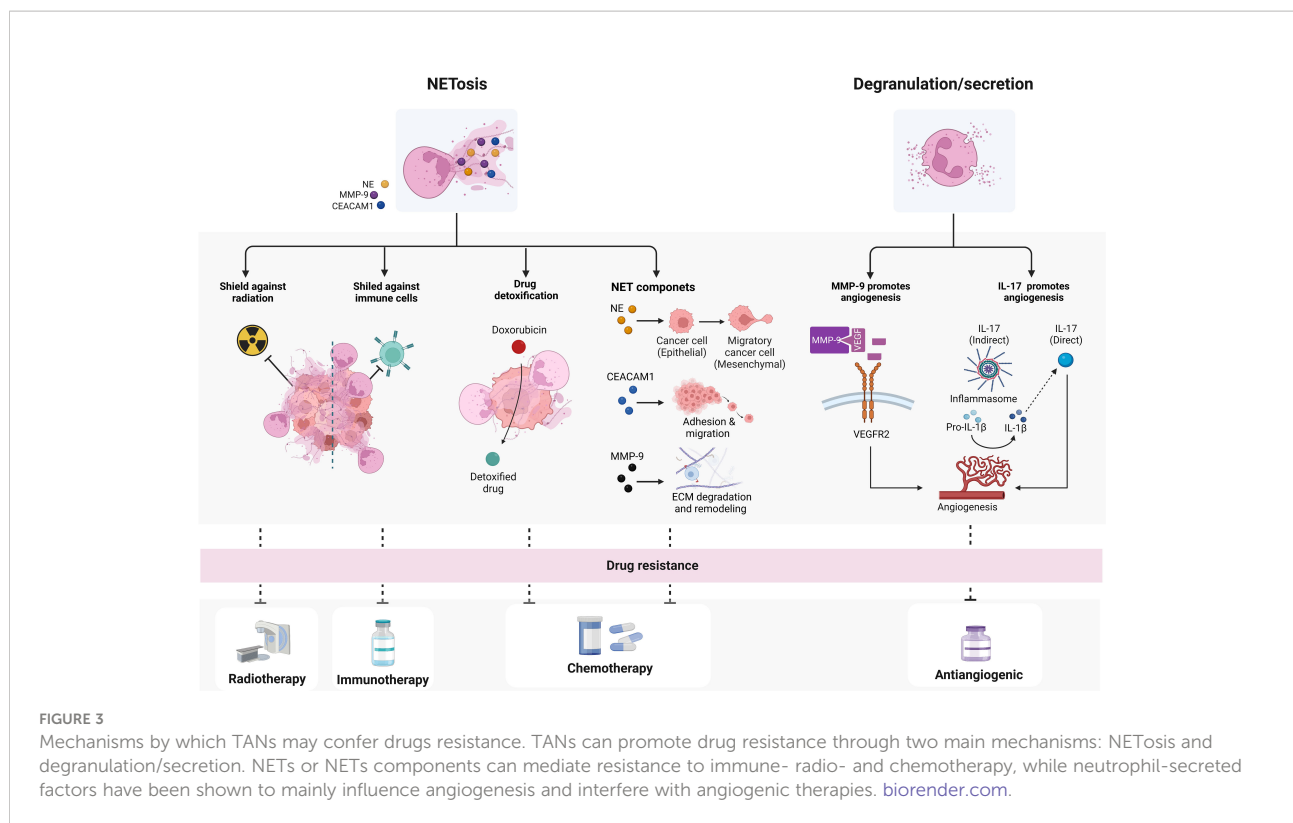 NETosis
Degranulation/secretion
NE
MMP-9
CEACAM1
Shield against
radiation
Shiled against
immune cells
Drug
detoxification
Doxorubicin
Detoxified
drug
NET componets
NE
Cancer cell
(Epithelial)
Migratory
cancer cell
(Mesenchymal)
CEACAM1
Adhesion &
migration
MMP-9
ECM degradation
and remodeling
MMP-9 promotes
angiogenesis
MMP-9
VEGF
VEGFR2
IL-17 promotes
angiogenesis
IL-17
(Indirect)
IL-17
(Direct)
Inflammasome
Pro-IL-1β
IL-1β
Angiogenesis
Drug resistance
Radiotherapy
Immunotherapy
Chemotherapy
Antiangiogenic
FIGURE 3
Mechanisms by which TANs may confer drugs resistance. TANs can promote drug resistance through two main mechanisms: NETosis and
degranulation/secretion. NETs or NETs components can mediate resistance to immune- radio- and chemotherapy, while neutrophil-secreted
factors have been shown to mainly influence angiogenesis and interfere with angiogenic therapies. biorender.com.